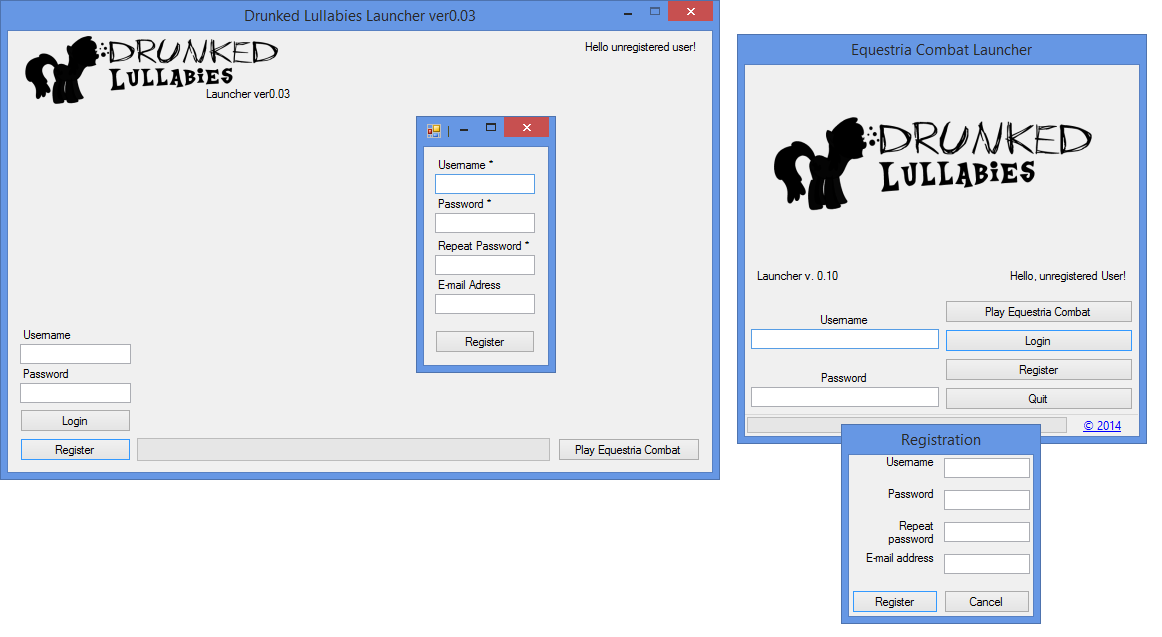 Drunked Lullabies Launcher ver0.03
DRUNKED
LULLABiES
Launcher ver0.03
Hello unregistered user!
Username *
Password *
Repeat Password *
E-mail Adress
Register
Username
Password
Login
Register
Play Equestria Combat
Equestria Combat Launcher
DRUNKED
LULLABiES
Launcher v. 0.10
Hello, unregistered User!
Username
Password
Play Equestria Combat
Login
Register
Quit
© 2014
Registration
Username
Password
Repeat
password
E-mail address
Register
Cancel